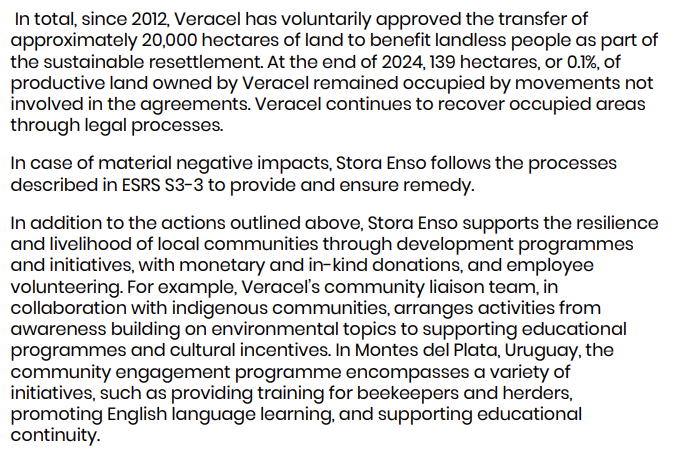 In total, since 2012, Veracel has voluntarily approved the transfer of
approximately 20,000 hectares of land to benefit landless people as part of
the sustainable resettlement. At the end of 2024, 139 hectares, or 0.1%, of
productive land owned by Veracel remained occupied by movements not
involved in the agreements. Veracel continues to recover occupied areas
through legal processes.
In case of material negative impacts, Stora Enso follows the processes
described in ESRS S3-3 to provide and ensure remedy.
In addition to the actions outlined above, Stora Enso supports the resilience
and livelihood of local communities through development programmes
and initiatives, with monetary and in-kind donations, and employee
volunteering. For example, Veracel's community liaison team, in
collaboration with indigenous communities, arranges activities from
awareness building on environmental topics to supporting educational
programmes and cultural incentives. In Montes del Plata, Uruguay, the
community engagement programme encompasses a variety of
initiatives, such as providing training for beekeepers and herders,
promoting English language learning, and supporting educational
continuity.